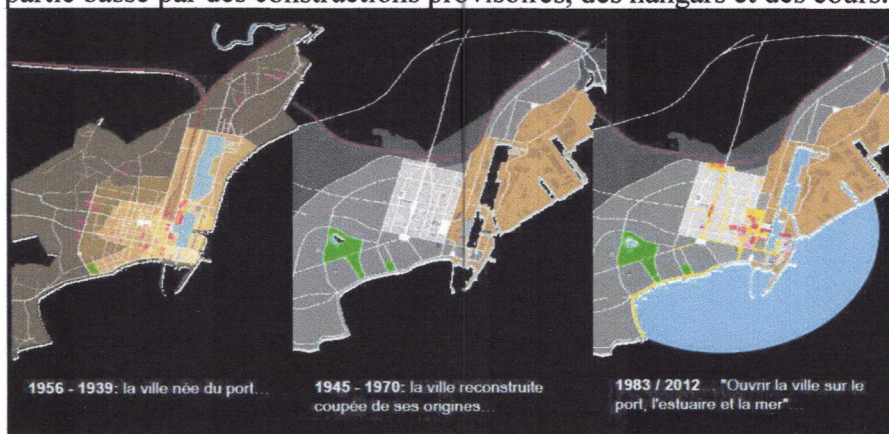 partie basse par des constructions provisoires, des hangars et des cours.
1956 - 1939: la ville née du port...
1945 - 1970: la ville reconstruite
coupée de ses origines...
1983 / 2012... "Ouvrir la ville sur le
port, l'estuaire et la mer"...